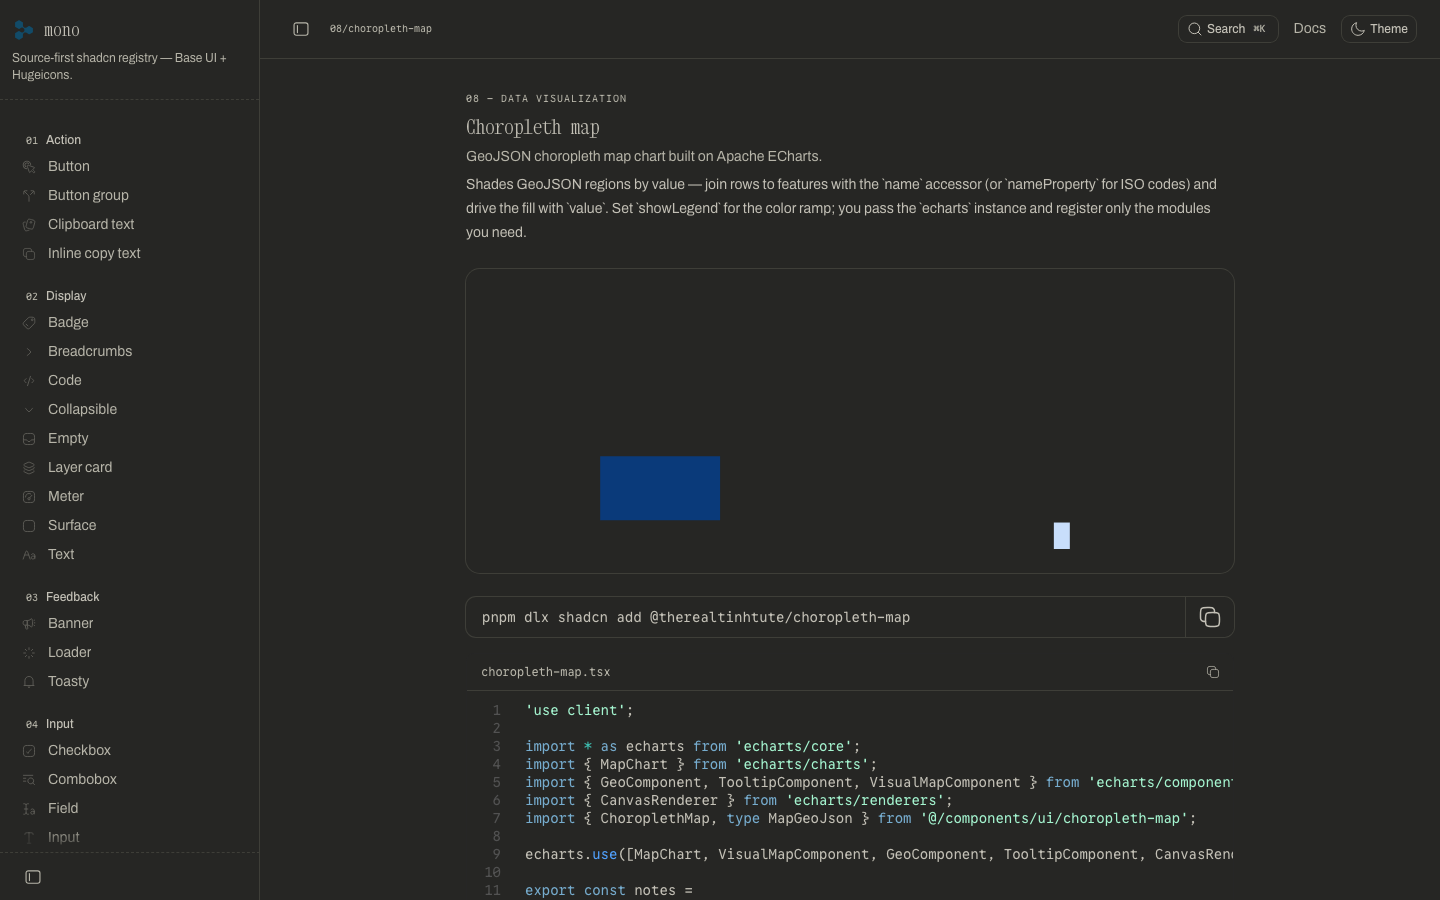 mono
Source-first shadcn registry — Base UI +
Hugeicons.
01 Action
Button
Button group
Clipboard text
Inline copy text
02 Display
Badge
Breadcrumbs
Code
Collapsible
Empty
Layer card
Meter
Surface
Text
03 Feedback
Banner
Loader
Toasty
04 Input
Checkbox
Combobox
Field
Input
08/choropleth-map
Search ⌘K
Docs
Theme
08 — DATA VISUALIZATION
Choropleth map
GeoJSON choropleth map chart built on Apache ECharts.
Shades GeoJSON regions by value — join rows to features with the `name` accessor (or `nameProperty` for ISO codes) and
drive the fill with `value`. Set `showLegend` for the color ramp; you pass the `echarts` instance and register only the modules
you need.
pnpm dlx shadcn add @therealtinhtute/choropleth-map
choropleth-map.tsx
1 'use client';
2
3 import * as echarts from 'echarts/core';
4 import { MapChart } from 'echarts/charts';
5 import { GeoComponent, TooltipComponent, VisualMapComponent } from 'echarts/component
6 import { CanvasRenderer } from 'echarts/renderers';
7 import { ChoroplethMap, type MapGeoJson } from '@/components/ui/choropleth-map';
8
9 echarts.use([MapChart, VisualMapComponent, GeoComponent, TooltipComponent, CanvasRend
10
11 export const notes =